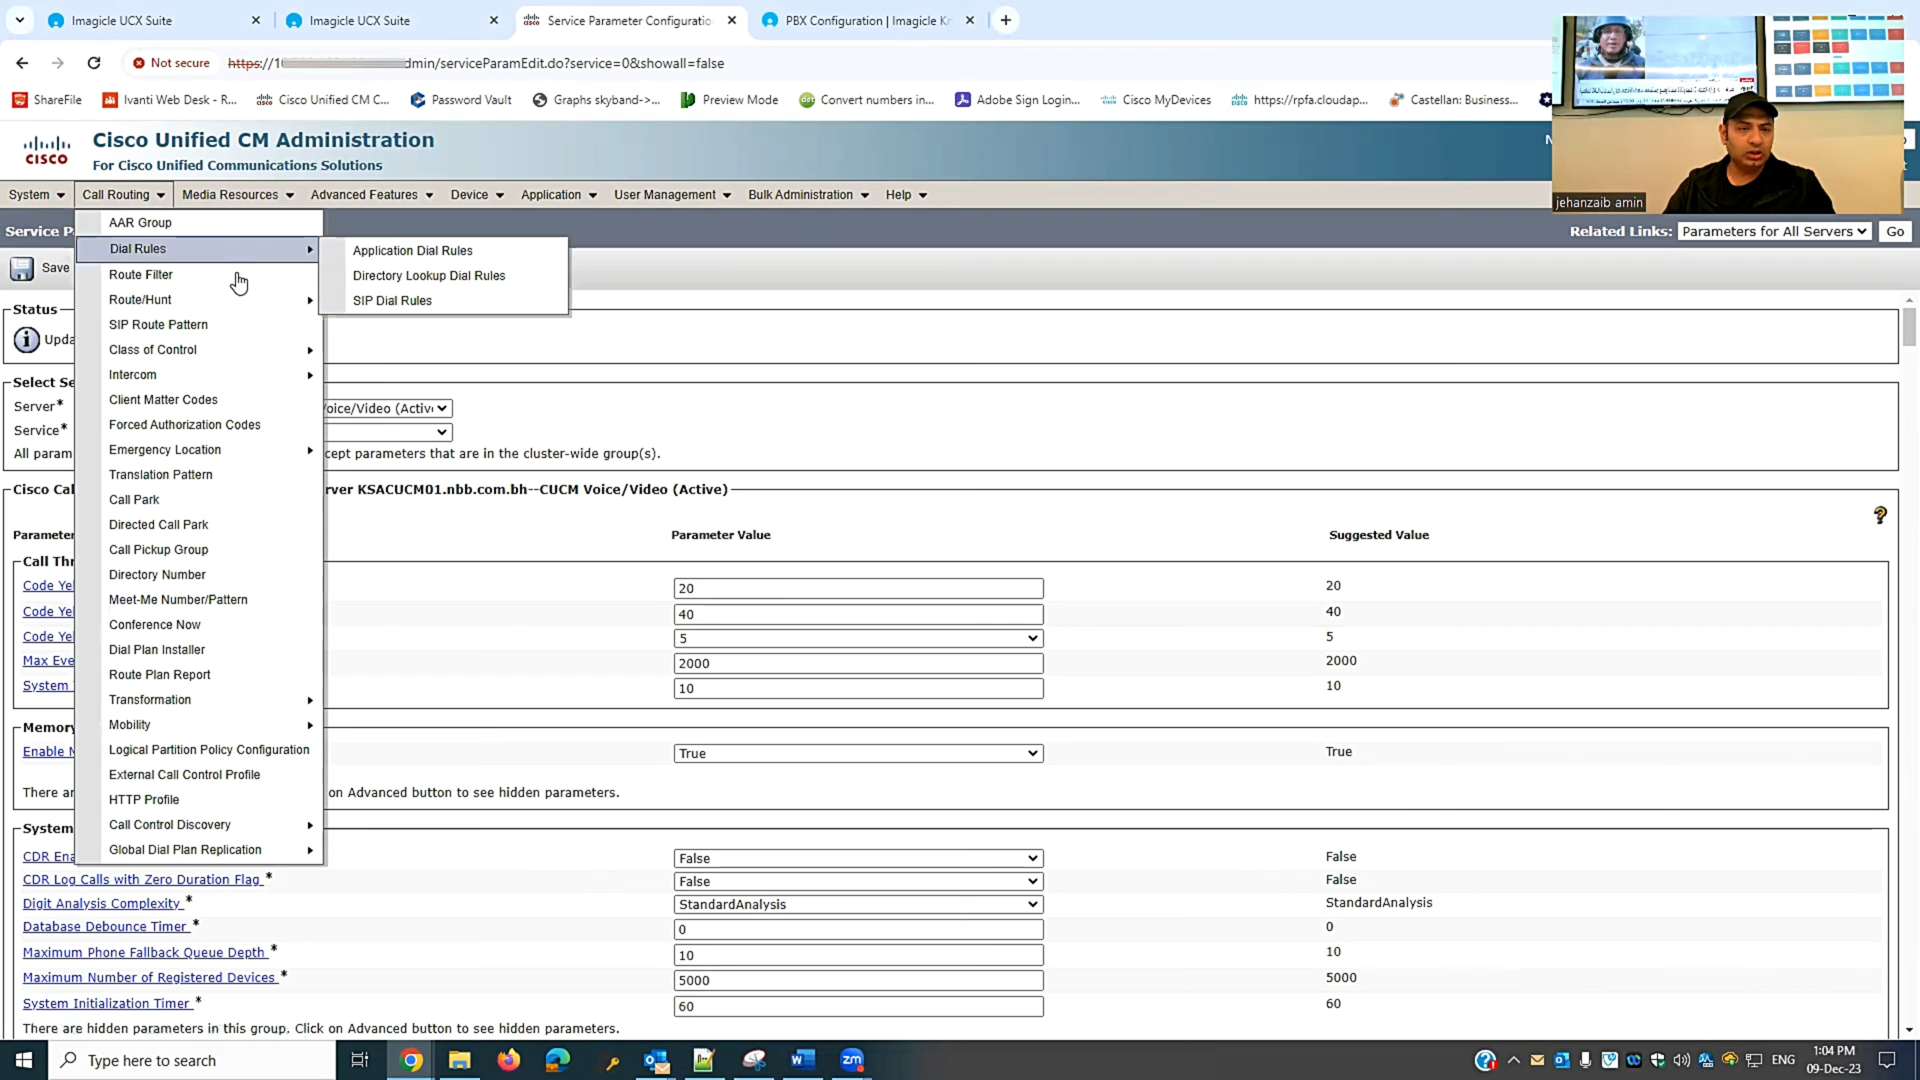 Imagicle UCX Suite
Imagicle UCX Suite
Service Parameter Configuratio
PBX Configuration | Imagicle Kn
Not secure
https://10
dmin/serviceParamEdit.do?service=0&showall=false
ShareFile
Ivanti Web Desk - R...
Cisco Unified CM C...
Password Vault
Graphs skyband->...
Preview Mode
Convert numbers in...
Adobe Sign Login...
Cisco MyDevices
https://rpfa.cloudap...
Castellan: Business...
CISCO
Cisco Unified CM Administration
For Cisco Unified Communications Solutions
jehanzaib amin
System
Call Routing
Media Resources
Advanced Features
Device
Application
User Management
Bulk Administration
Help
Service P
Related Links:
Parameters for All Servers
Go
Save
AAR Group
Dial Rules
Route Filter
Route/Hunt
SIP Route Pattern
Class of Control
Intercom
Client Matter Codes
Forced Authorization Codes
Emergency Location
Translation Pattern
Call Park
Directed Call Park
Call Pickup Group
Directory Number
Meet-Me Number/Pattern
Conference Now
Dial Plan Installer
Route Plan Report
Transformation
Mobility
Logical Partition Policy Configuration
External Call Control Profile
HTTP Profile
Call Control Discovery
Global Dial Plan Replication
Application Dial Rules
Directory Lookup Dial Rules
SIP Dial Rules
Status
Upda
Select Se
Server*
Voice/Video (Activ
Service*
All param
cept parameters that are in the cluster-wide group(s).
Cisco Cal
rver KSACUCM01.nbb.com.bh--CUCM Voice/Video (Active)
Parameter
Parameter Value
Suggested Value
Call Thr
Code Yel
20
20
Code Yel
40
40
Code Yel
5
5
Max Eve
2000
2000
System
10
10
Memory
Enable M
True
True
There ar
on Advanced button to see hidden parameters.
System
CDR Ena
False
False
CDR Log Calls with Zero Duration Flag *
False
False
Digit Analysis Complexity *
StandardAnalysis
StandardAnalysis
Database Debounce Timer *
0
0
Maximum Phone Fallback Queue Depth *
10
10
Maximum Number of Registered Devices *
5000
5000
System Initialization Timer *
60
60
There are hidden parameters in this group. Click on Advanced button to see hidden parameters.
Type here to search
zm
ENG
1:04 PM
09-Dec-23